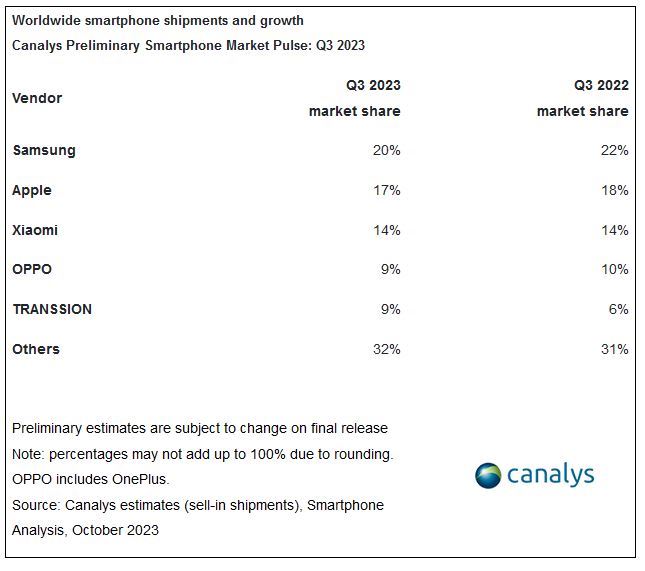 Worldwide smartphone shipments and growth
Canalys Preliminary Smartphone Market Pulse: Q3 2023
Vendor Q3 2023 market share Q3 2022 market share
Samsung 20% 22%
Apple 17% 18%
Xiaomi 14% 14%
OPPO 9% 10%
TRANSSION 9% 6%
Others 32% 31%
Preliminary estimates are subject to change on final release
Note: percentages may not add up to 100% due to rounding.
OPPO includes OnePlus.
Source: Canalys estimates (sell-in shipments), Smartphone
Analysis, October 2023
canalys